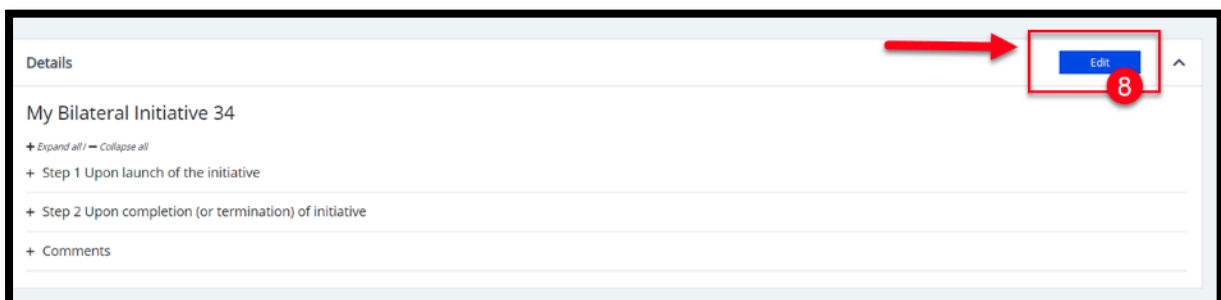 Details
Edit
8
My Bilateral Initiative 34
+ Expand all / − Collapse all
+ Step 1 Upon launch of the initiative
+ Step 2 Upon completion (or termination) of initiative
+ Comments